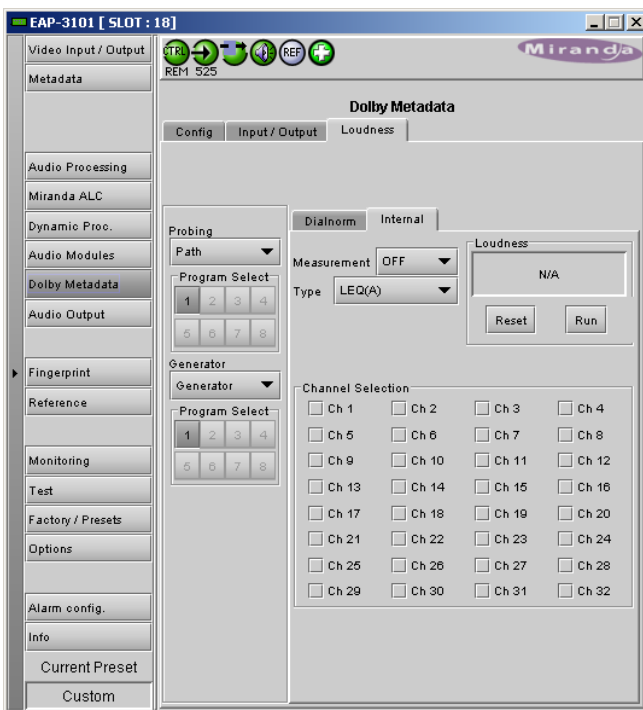 EAP-3101 [ SLOT : 18]
Video Input / Output
Metadata
Audio Processing
Miranda ALC
Dynamic Proc.
Audio Modules
Dolby Metadata
Audio Output
Fingerprint
Reference
Monitoring
Test
Factory / Presets
Options
Alarm config.
Info
Current Preset
Custom
CTRL
REF
REM 525
Miranda
Dolby Metadata
Config Input / Output Loudness
Probing
Path
Program Select
1 2 3 4
5 6 7 8
Generator
Generator
Program Select
1 2 3 4
5 6 7 8
Dialnorm Internal
Measurement OFF
Type LEQ(A)
Loudness
N/A
Reset Run
Channel Selection
Ch 1 Ch 2 Ch 3 Ch 4
Ch 5 Ch 6 Ch 7 Ch 8
Ch 9 Ch 10 Ch 11 Ch 12
Ch 13 Ch 14 Ch 15 Ch 16
Ch 17 Ch 18 Ch 19 Ch 20
Ch 21 Ch 22 Ch 23 Ch 24
Ch 25 Ch 26 Ch 27 Ch 28
Ch 29 Ch 30 Ch 31 Ch 32